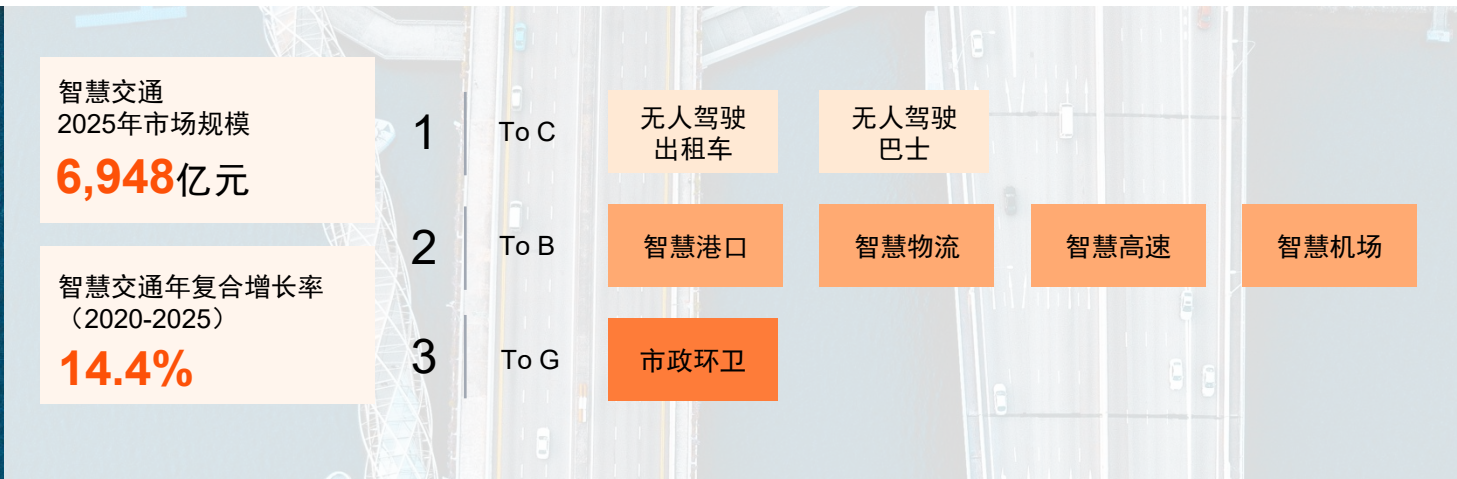 智慧交通
2025年市场规模
6,948亿元
智慧交通年复合增长率
（2020-2025）
14.4%
1
To C
无人驾驶
出租车
无人驾驶
巴士
2
To B
智慧港口
智慧物流
智慧高速
智慧机场
3
To G
市政环卫